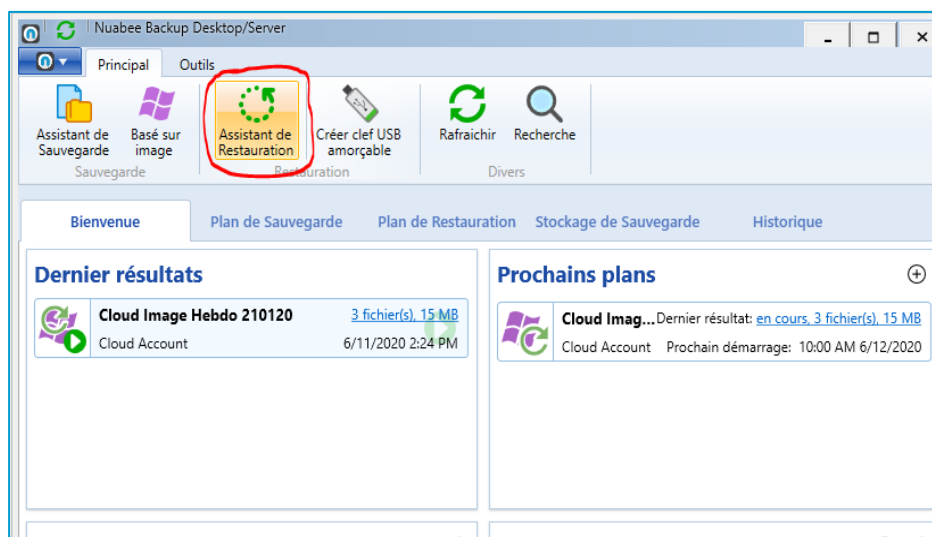 Nuabee Backup Desktop/Server
Principal Outils
Assistant de Sauvegarde
Basé sur image
Assistant de Restauration
Créer clef USB amorçable
Rafraichir
Recherche
Sauvegarde
Restauration
Divers
Bienvenue Plan de Sauvegarde Plan de Restauration Stockage de Sauvegarde Historique
Dernier résultats
Cloud Image Hebdo 210120 3 fichier(s), 15 MB
Cloud Account 6/11/2020 2:24 PM
Prochains plans
Cloud Imag... Dernier résultat: en cours, 3 fichier(s), 15 MB
Cloud Account Prochain démarrage: 10:00 AM 6/12/2020